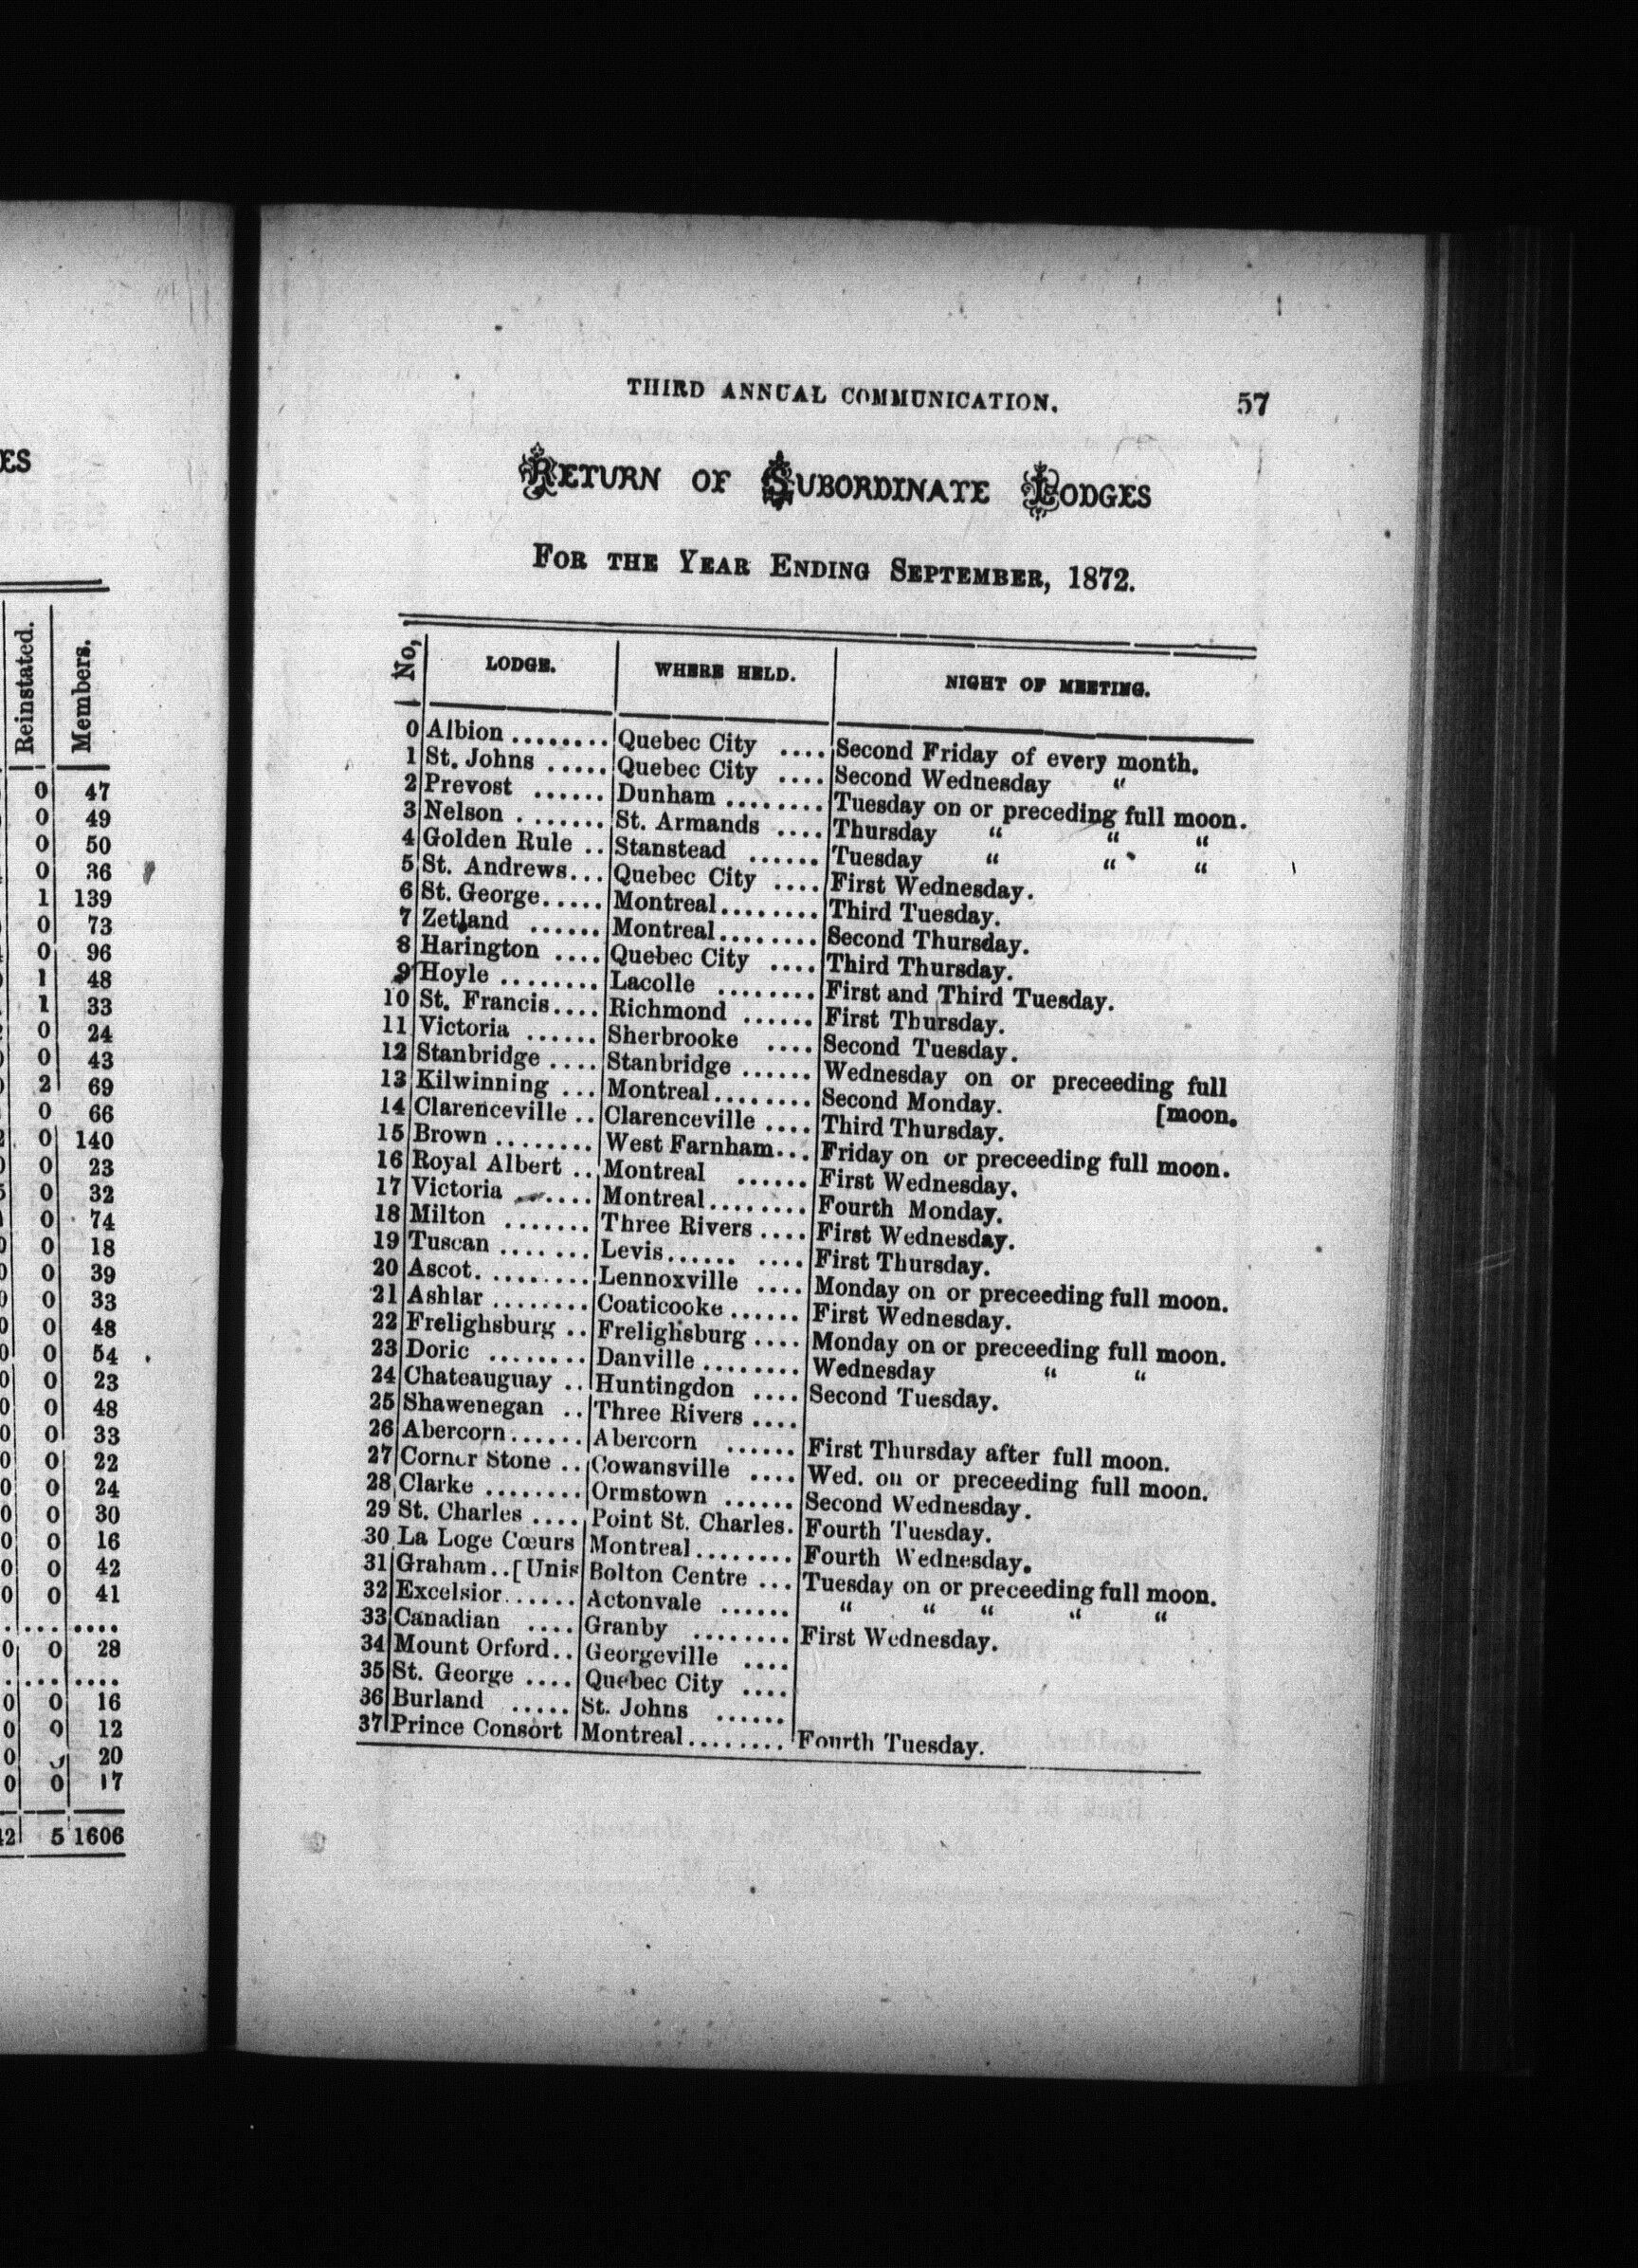 ES
Reinstated. Members.
0 47
0 49
0 50
0 36
1 139
0 73
0 96
1 48
1 33
0 24
0 43
2 69
0 66
0 140
0 23
0 32
0 74
0 18
0 39
0 33
0 48
0 54
0 23
0 48
0 33
0 22
0 24
0 30
0 16
0 42
0 41
.... ....
0 0 28
.... ....
0 0 16
0 0 12
0 20
0 0 17
42 5 1606
THIRD ANNUAL COMMUNICATION. 57
RETURN OF SUBORDINATE LODGES
FOR THE YEAR ENDING SEPTEMBER, 1872.
No, LODGE. WHERE HELD. NIGHT OF MEETING.
0 Albion ........ Quebec City .... Second Friday of every month.
1 St. Johns ..... Quebec City .... Second Wednesday "
2 Prevost ...... Dunham ........ Tuesday on or preceding full moon.
3 Nelson . ...... St. Armands .... Thursday " " "
4 Golden Rule .. Stanstead ...... Tuesday " " "
5 St. Andrews... Quebec City .... First Wednesday.
6 St. George..... Montreal........ Third Tuesday.
7 Zetland ...... Montreal........ Second Thursday.
8 Harington .... Quebec City .... Third Thursday.
9 Hoyle ........ Lacolle ........ First and Third Tuesday.
10 St. Francis.... Richmond ...... First Thursday.
11 Victoria ...... Sherbrooke .... Second Tuesday.
12 Stanbridge .... Stanbridge ...... Wednesday on or preceeding full
13 Kilwinning ... Montreal........ Second Monday. [moon.
14 Clarenceville .. Clarenceville .... Third Thursday.
15 Brown ........ West Farnham... Friday on or preceeding full moon.
16 Royal Albert .. Montreal ...... First Wednesday.
17 Victoria ...... Montreal........ Fourth Monday.
18 Milton ....... Three Rivers .... First Wednesday.
19 Tuscan ....... Levis...... .... First Thursday.
20 Ascot. ........ Lennoxville .... Monday on or preceeding full moon.
21 Ashlar ........ Coaticooke ...... First Wednesday.
22 Frelighsburg .. Frelighsburg .... Monday on or preceeding full moon.
23 Doric ........ Danville ........ Wednesday " "
24 Chateauguay .. Huntingdon .... Second Tuesday.
25 Shawenegan .. Three Rivers ....
26 Abercorn...... Abercorn ...... First Thursday after full moon.
27 Corner Stone .. Cowansville .... Wed. on or preceeding full moon.
28 Clarke ........ Ormstown ...... Second Wednesday.
29 St. Charles .... Point St. Charles. Fourth Tuesday.
30 La Loge Cœurs Montreal........ Fourth Wednesday.
31 Graham..[Unis Bolton Centre ... Tuesday on or preceeding full moon.
32 Excelsior...... Actonvale ...... " " " " "
33 Canadian .... Granby ........ First Wednesday.
34 Mount Orford.. Georgeville ....
35 St. George .... Quebec City ....
36 Burland ..... St. Johns ......
37 Prince Consort Montreal........ Fourth Tuesday.